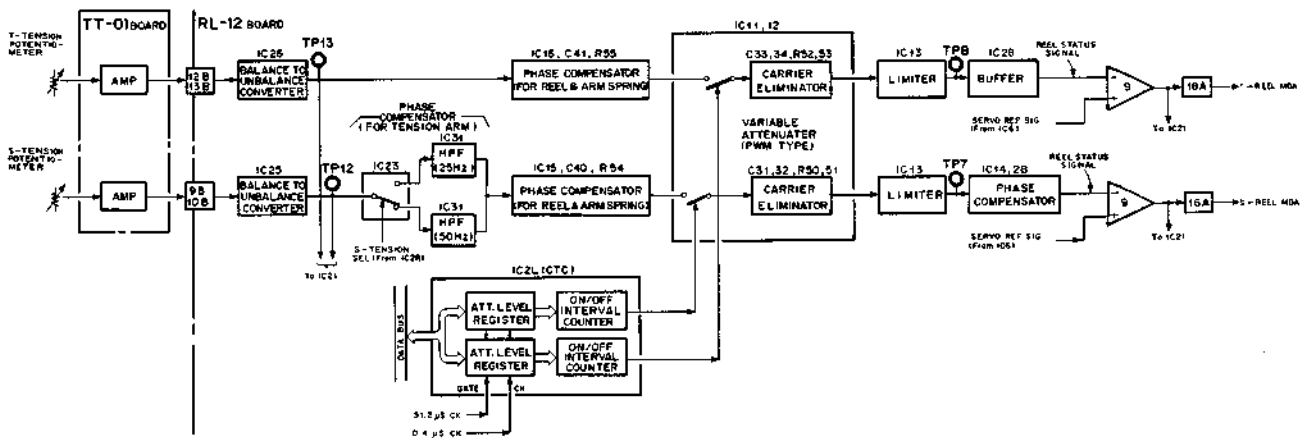 TT-01 BOARD
RL-12 BOARD
T-TENSION
POTENTIO-
METER
AMP
12B
13B
IC26
BALANCE TO
UNBALANCE
CONVERTER
TP13
IC16, C41, R55
PHASE COMPENSATOR
(FOR REEL & ARM SPRING)
IC11, 12
C33, 34, R52, 53
CARRIER
ELIMINATOR
IC13
LIMITER
TP8
IC28
BUFFER
REEL STATUS
SIGNAL
9
18A
SERVO REF SIG
To IC21
PHASE
COMPENSATOR
(FOR TENSION ARM)
IC31
HPF
(25Hz)
VARIABLE
ATTENUATER
(PWM TYPE)
S-TENSION
POTENTIO-
METER
AMP
9B
10B
IC25
BALANCE TO
UNBALANCE
CONVERTER
TP12
IC23
IC31
HPF
(50Hz)
IC15, C40, R54
PHASE COMPENSATOR
(FOR REEL & ARM SPRING)
C31, 32, R50, 51
CARRIER
ELIMINATOR
IC13
LIMITER
TP7
IC14, 28
PHASE
COMPENSATOR
REEL STATUS
SIGNAL
9
16A
SERVO REF SIG
To IC21
S-TENSION
To IC21
IC2L (CTC)
DATA BUS
ATT. LEVEL
REGISTER
ON/OFF
INTERVAL
COUNTER
ATT. LEVEL
REGISTER
ON/OFF
INTERVAL
COUNTER
GATE
CK
51.2 µS CK
0.4 µS CK